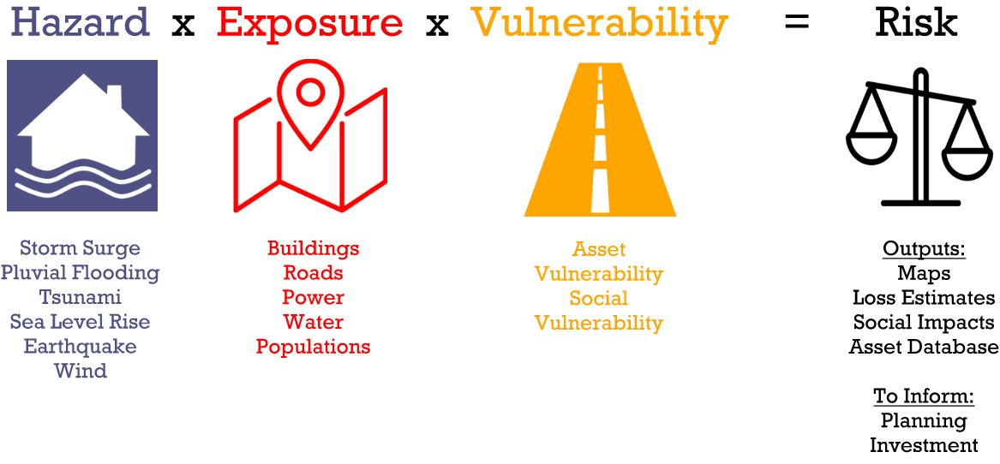 Hazard x Exposure x Vulnerability = Risk
Storm Surge
Pluvial Flooding
Tsunami
Sea Level Rise
Earthquake
Wind
Buildings
Roads
Power
Water
Populations
Asset
Vulnerability
Social
Vulnerability
Outputs:
Maps
Loss Estimates
Social Impacts
Asset Database
To Inform:
Planning
Investment